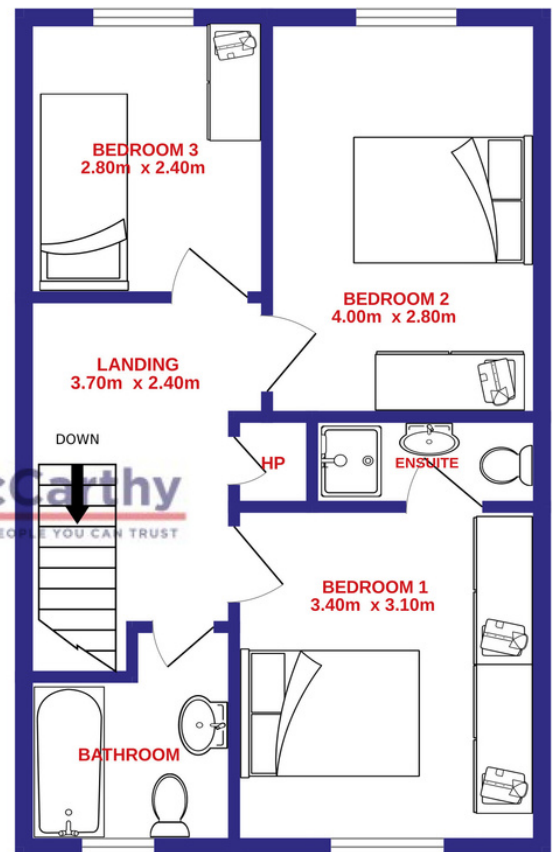 BEDROOM 3
2.80m x 2.40m
BEDROOM 2
4.00m x 2.80m
LANDING
3.70m x 2.40m
DOWN
HP
ENSUITE
cCarthy
EOPLE YOU CAN TRUST
BEDROOM 1
3.40m x 3.10m
BATHROOM